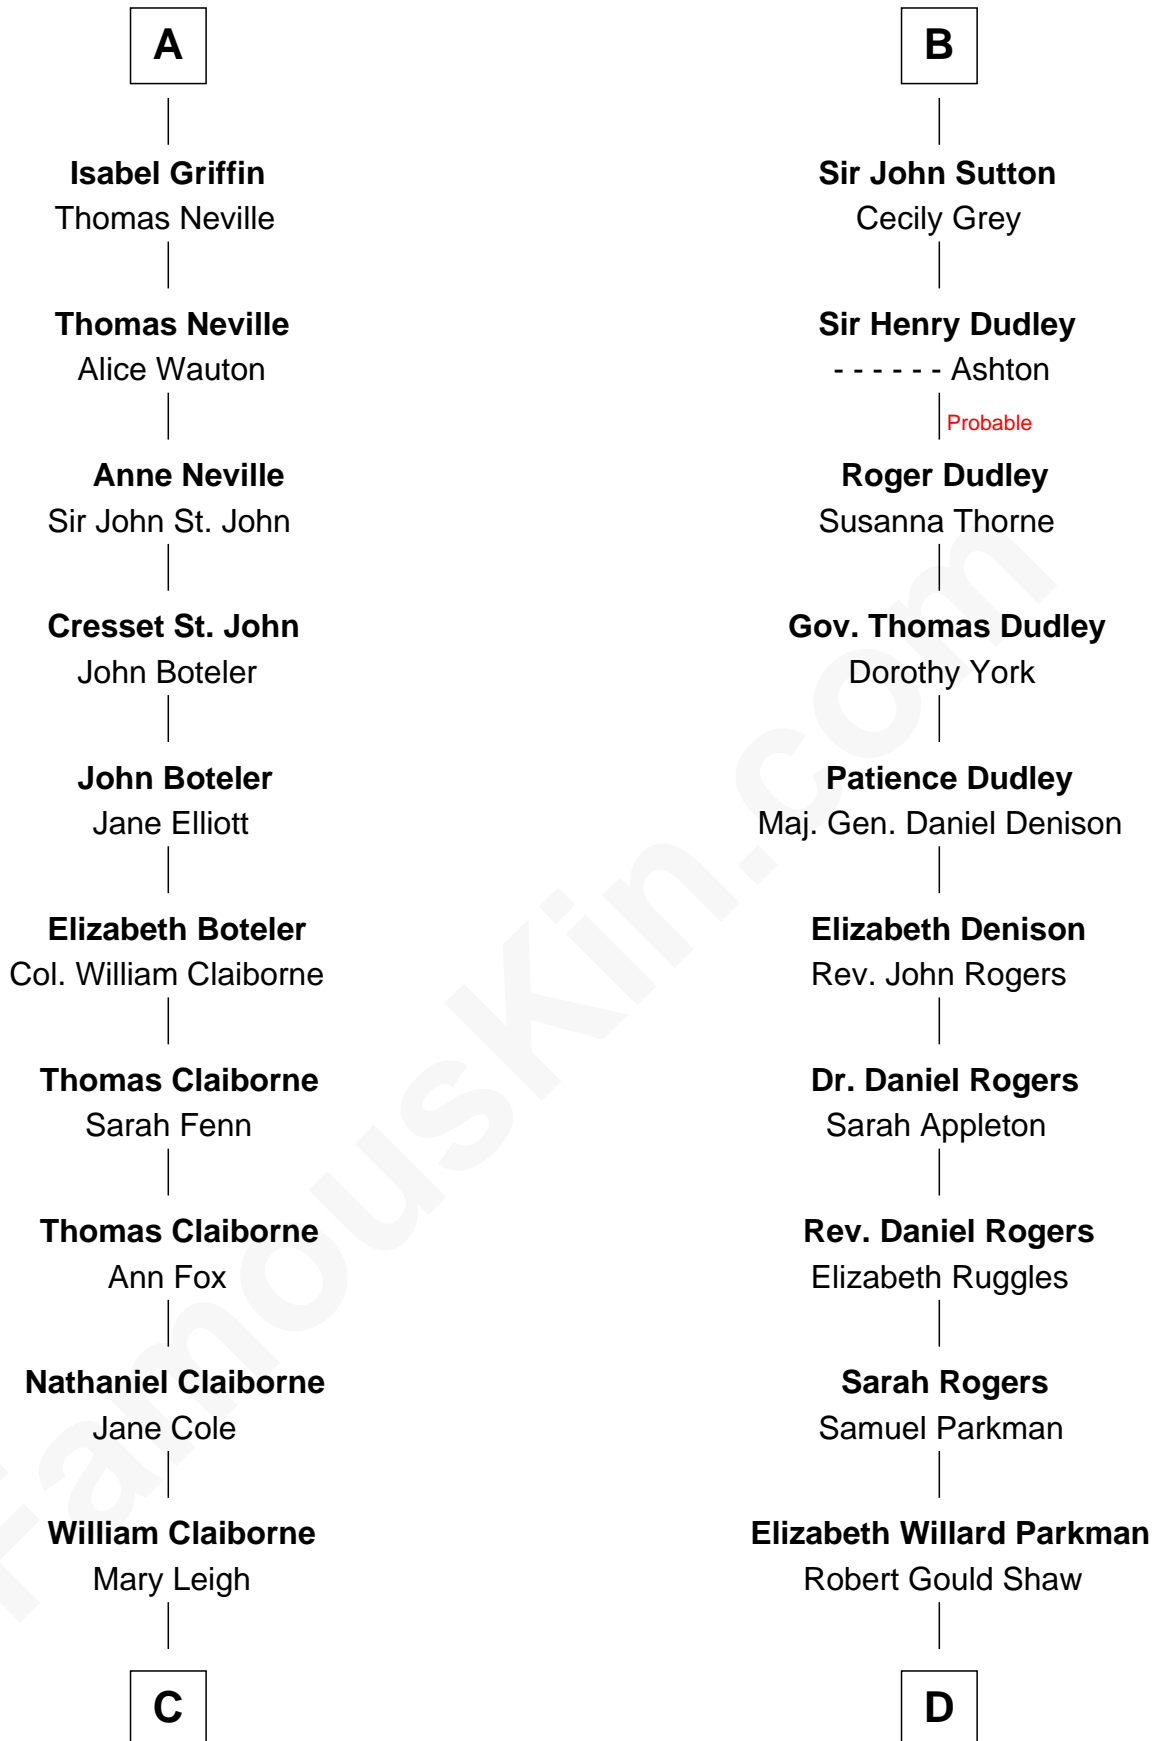 A
Isabel Griffin
Thomas Neville
Thomas Neville
Alice Wauton
Anne Neville
Sir John St. John
Cresset St. John
John Boteler
John Boteler
Jane Elliott
Elizabeth Boteler
Col. William Claiborne
Thomas Claiborne
Sarah Fenn
Thomas Claiborne
Ann Fox
Nathaniel Claiborne
Jane Cole
William Claiborne
Mary Leigh
C
B
Sir John Sutton
Cecily Grey
Sir Henry Dudley
- - - - - - Ashton
Probable
Roger Dudley
Susanna Thorne
Gov. Thomas Dudley
Dorothy York
Patience Dudley
Maj. Gen. Daniel Denison
Elizabeth Denison
Rev. John Rogers
Dr. Daniel Rogers
Sarah Appleton
Rev. Daniel Rogers
Elizabeth Ruggles
Sarah Rogers
Samuel Parkman
Elizabeth Willard Parkman
Robert Gould Shaw
D
FamousKin.com